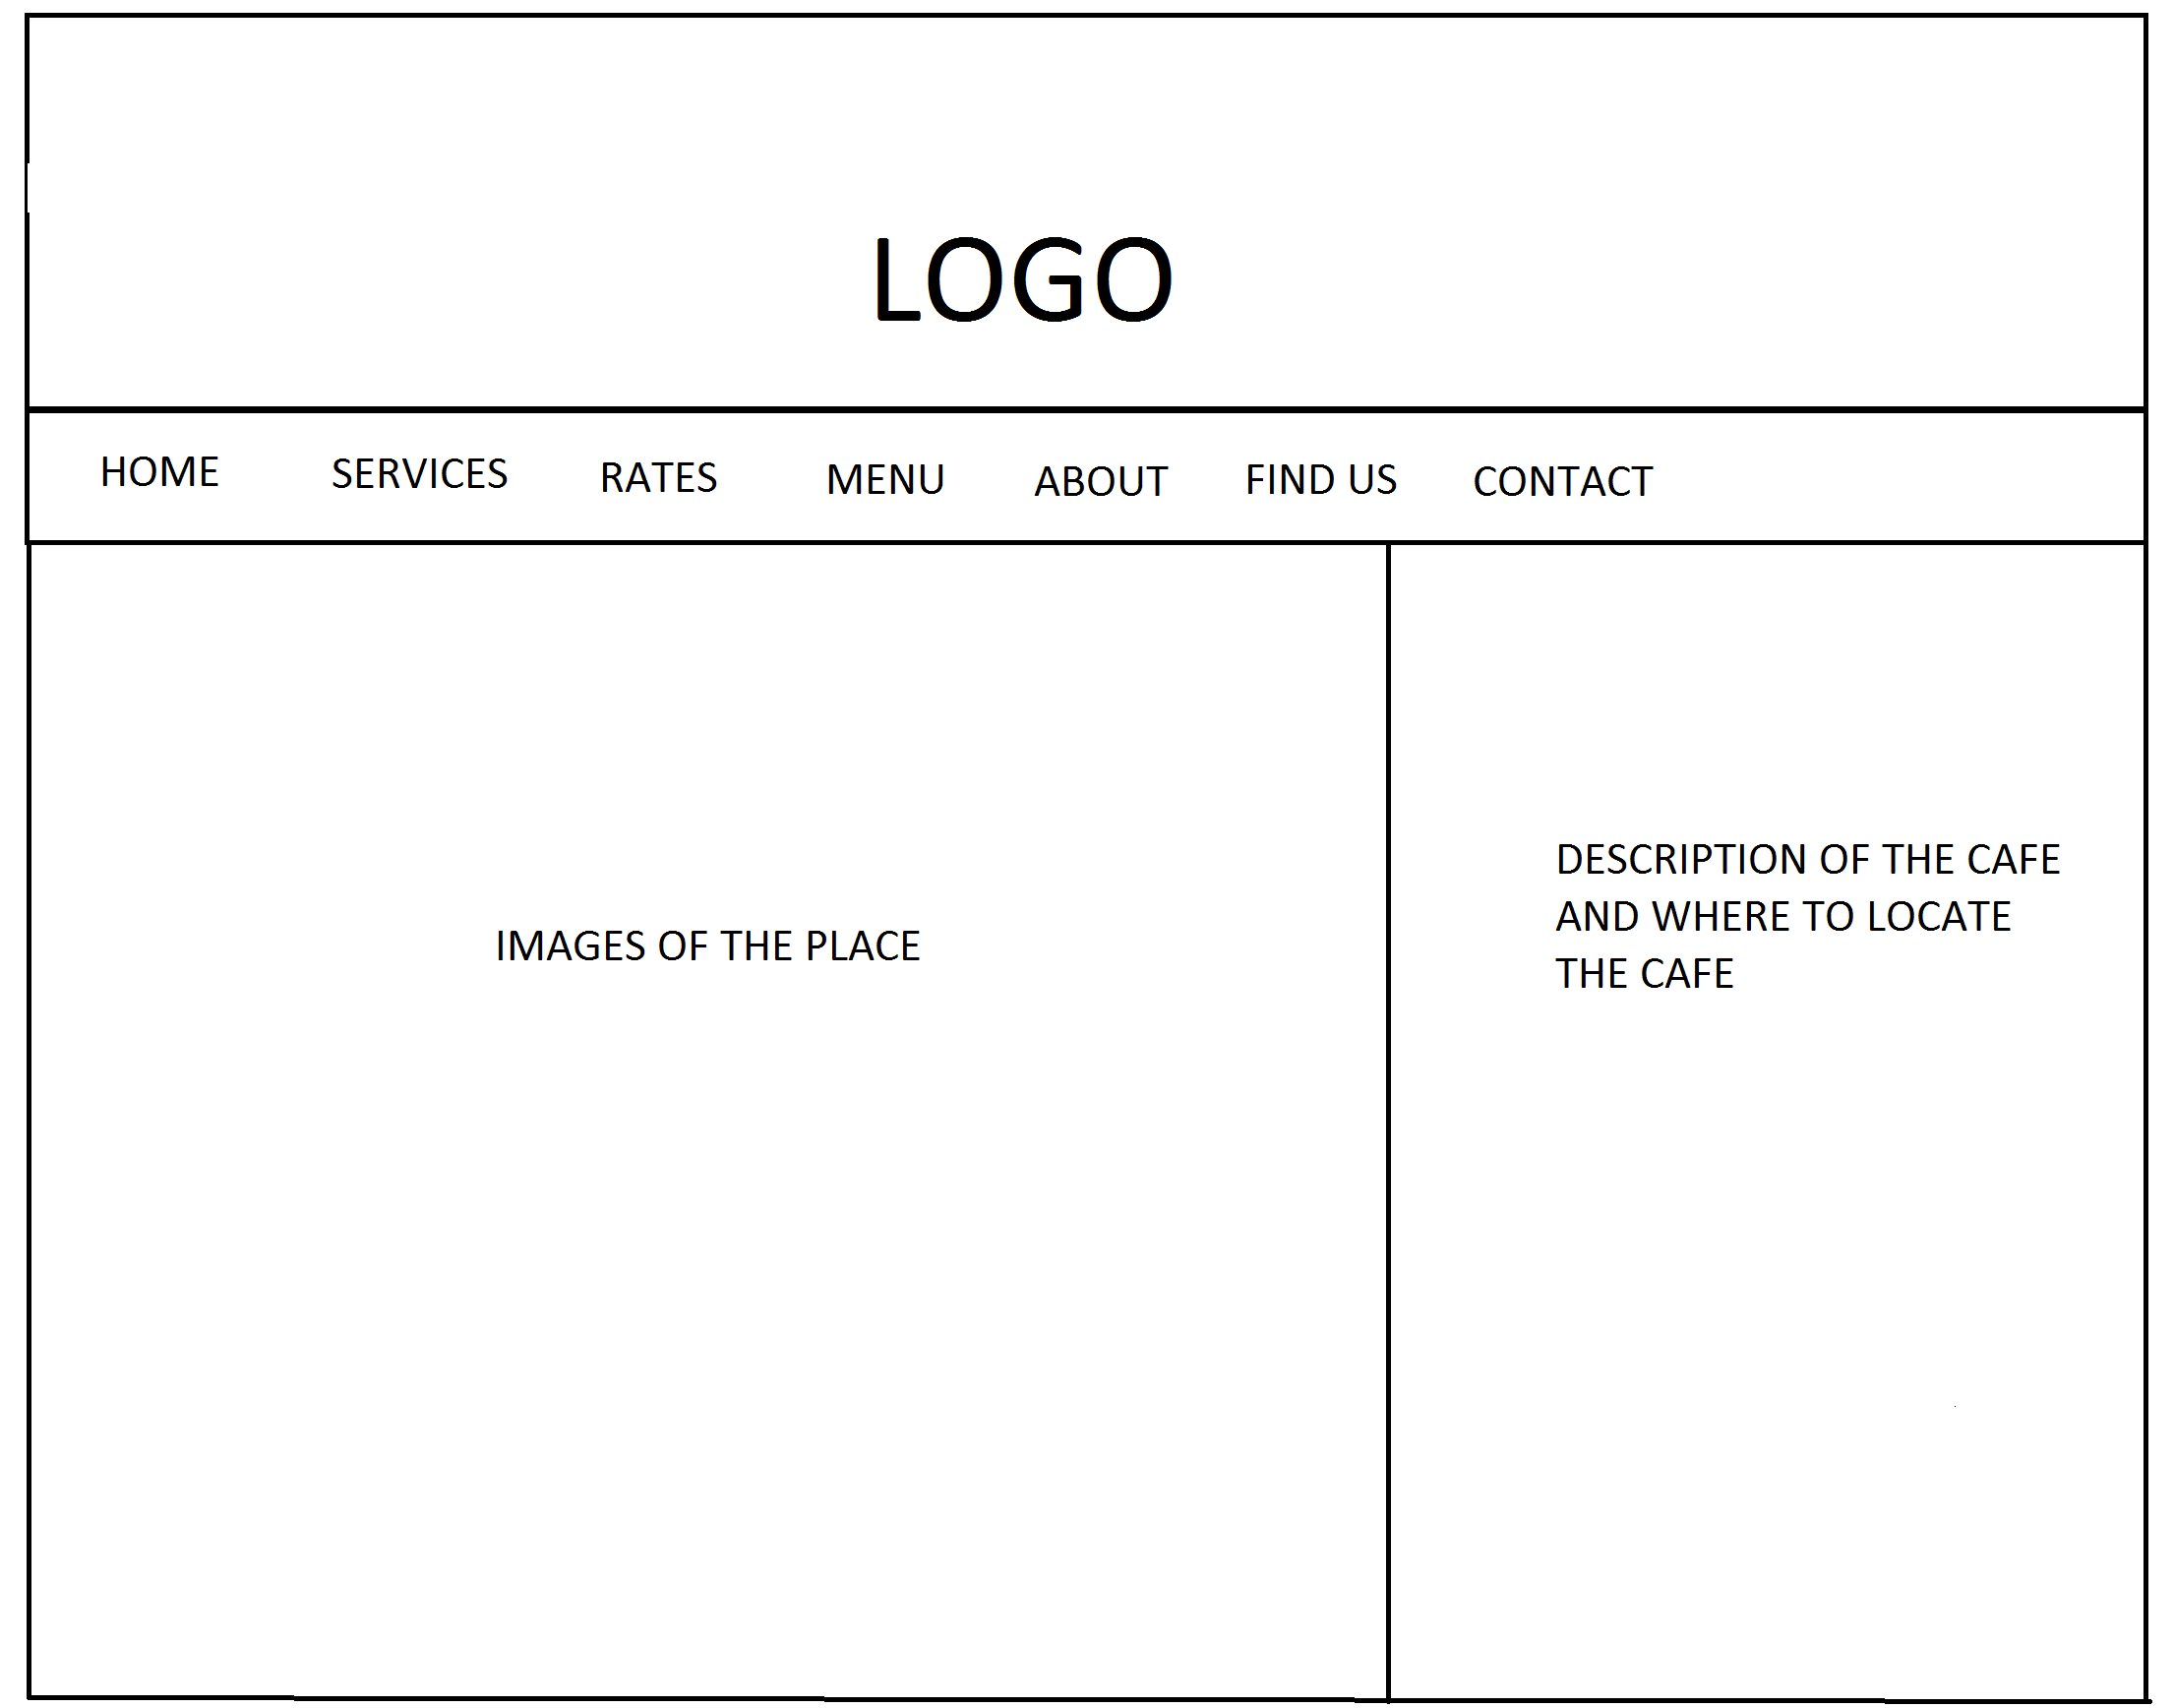 LOGO
HOME SERVICES RATES MENU ABOUT FIND US CONTACT
IMAGES OF THE PLACE
DESCRIPTION OF THE CAFE
AND WHERE TO LOCATE
THE CAFE